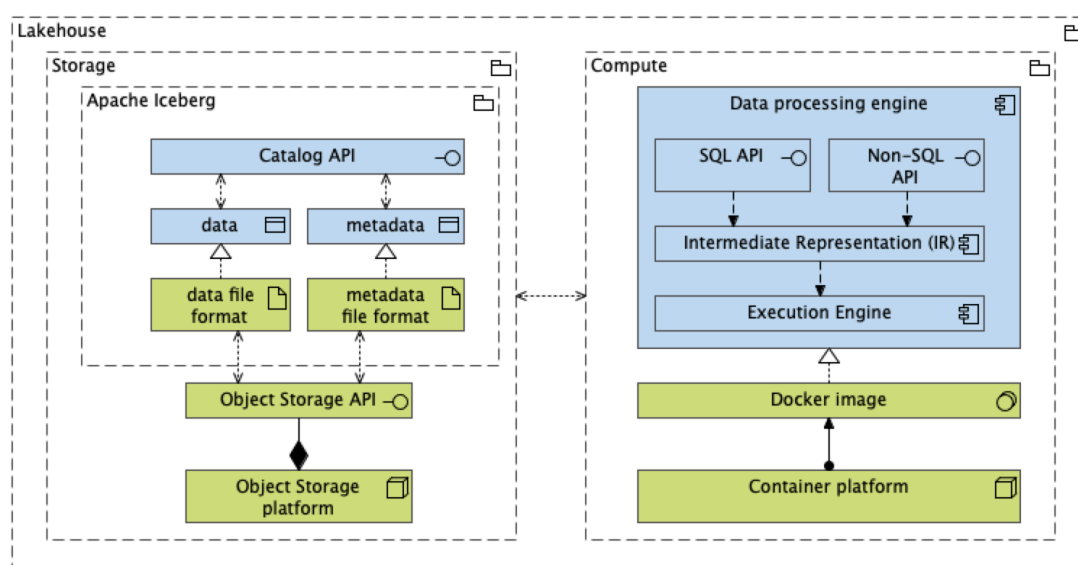 Lakehouse
Storage
Apache Iceberg
Catalog API
data
metadata
data file
format
metadata
file format
Object Storage API
Object Storage
platform
Compute
Data processing engine
SQL API
Non-SQL
API
Intermediate Representation (IR)
Execution Engine
Docker image
Container platform